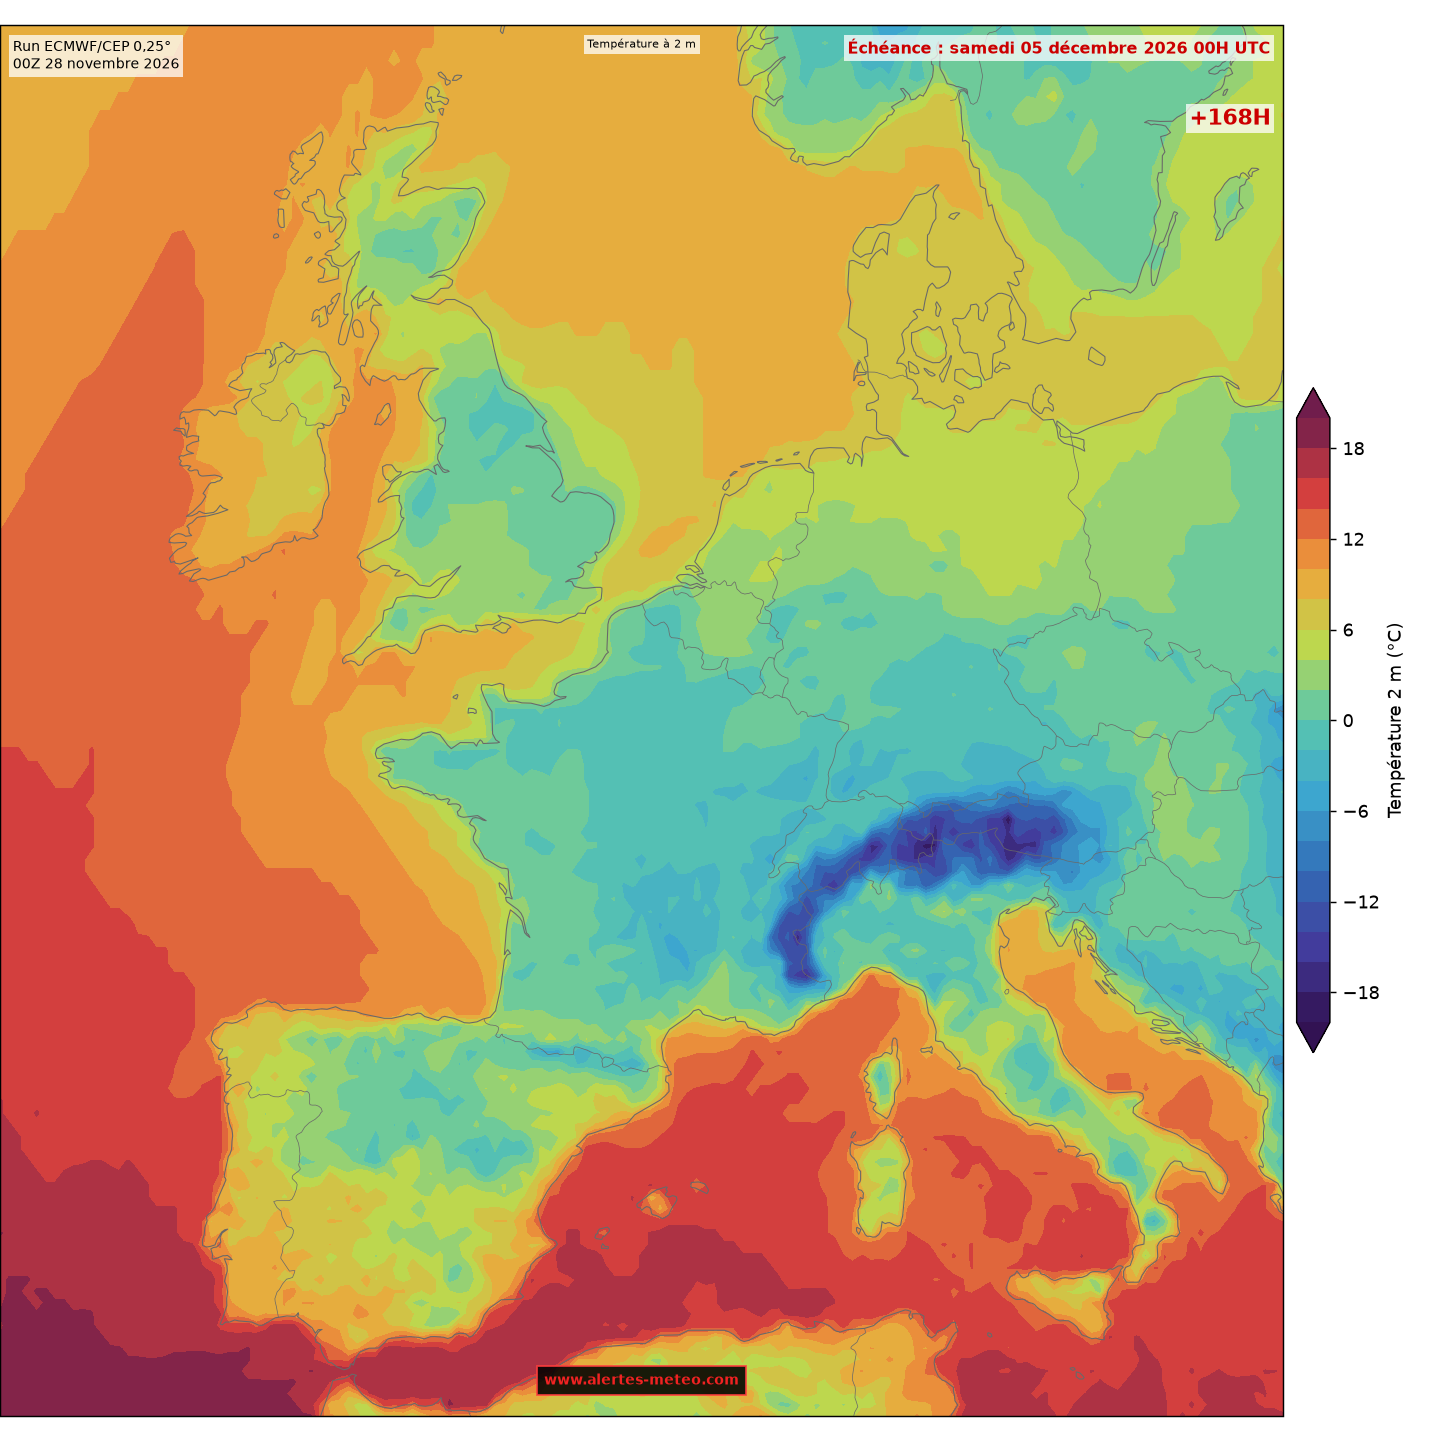 Run ECMWF/CEP 0,25°
00Z 28 novembre 2026
Température à 2 m
Échéance : samedi 05 décembre 2026 00H UTC
+168H
18
12
6
0
−6
−12
−18
Température 2 m (°C)
www.alertes-meteo.com